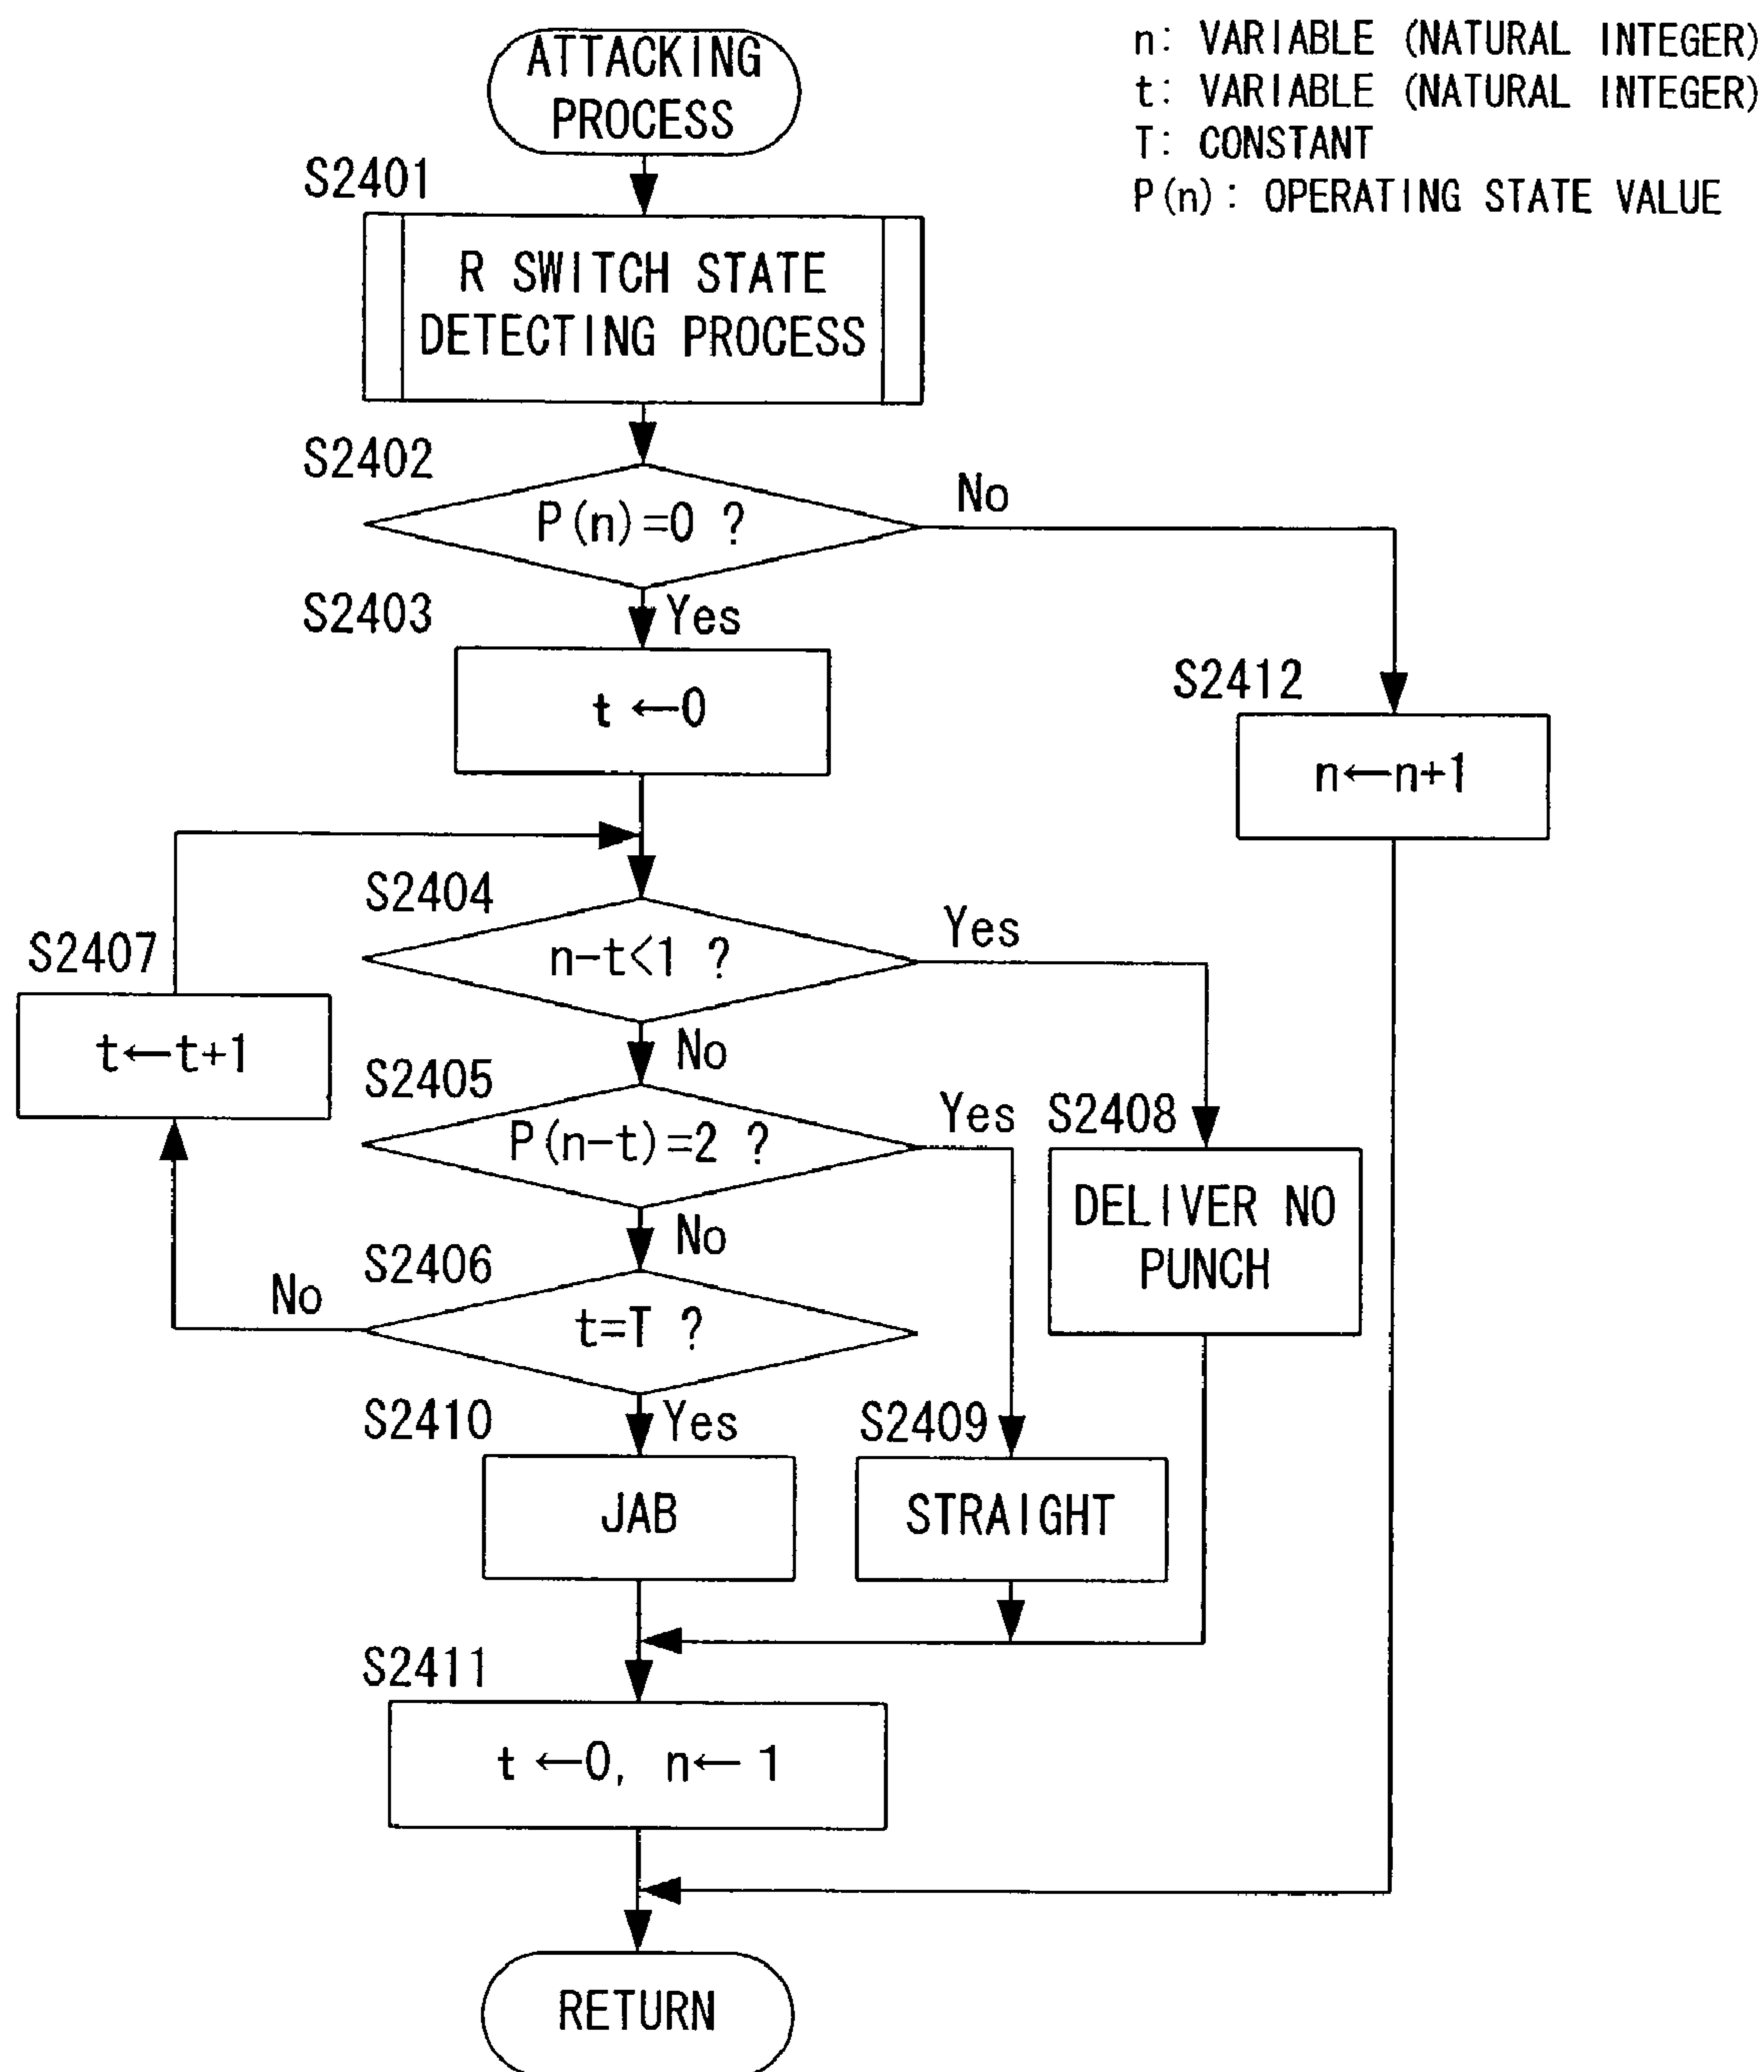 ATTACKING
PROCESS
n: VARIABLE (NATURAL INTEGER)
t: VARIABLE (NATURAL INTEGER)
T: CONSTANT
P(n): OPERATING STATE VALUE
S2401
R SWITCH STATE
DETECTING PROCESS
S2402
P(n)=0 ?
No
Yes
S2403
t ←0
S2412
n←n+1
S2404
n-t<1 ?
Yes
No
S2407
t←t+1
S2405
P(n-t)=2 ?
Yes
No
S2408
DELIVER NO
PUNCH
S2406
t=T ?
No
Yes
S2410
JAB
S2409
STRAIGHT
S2411
t ←0, n← 1
RETURN